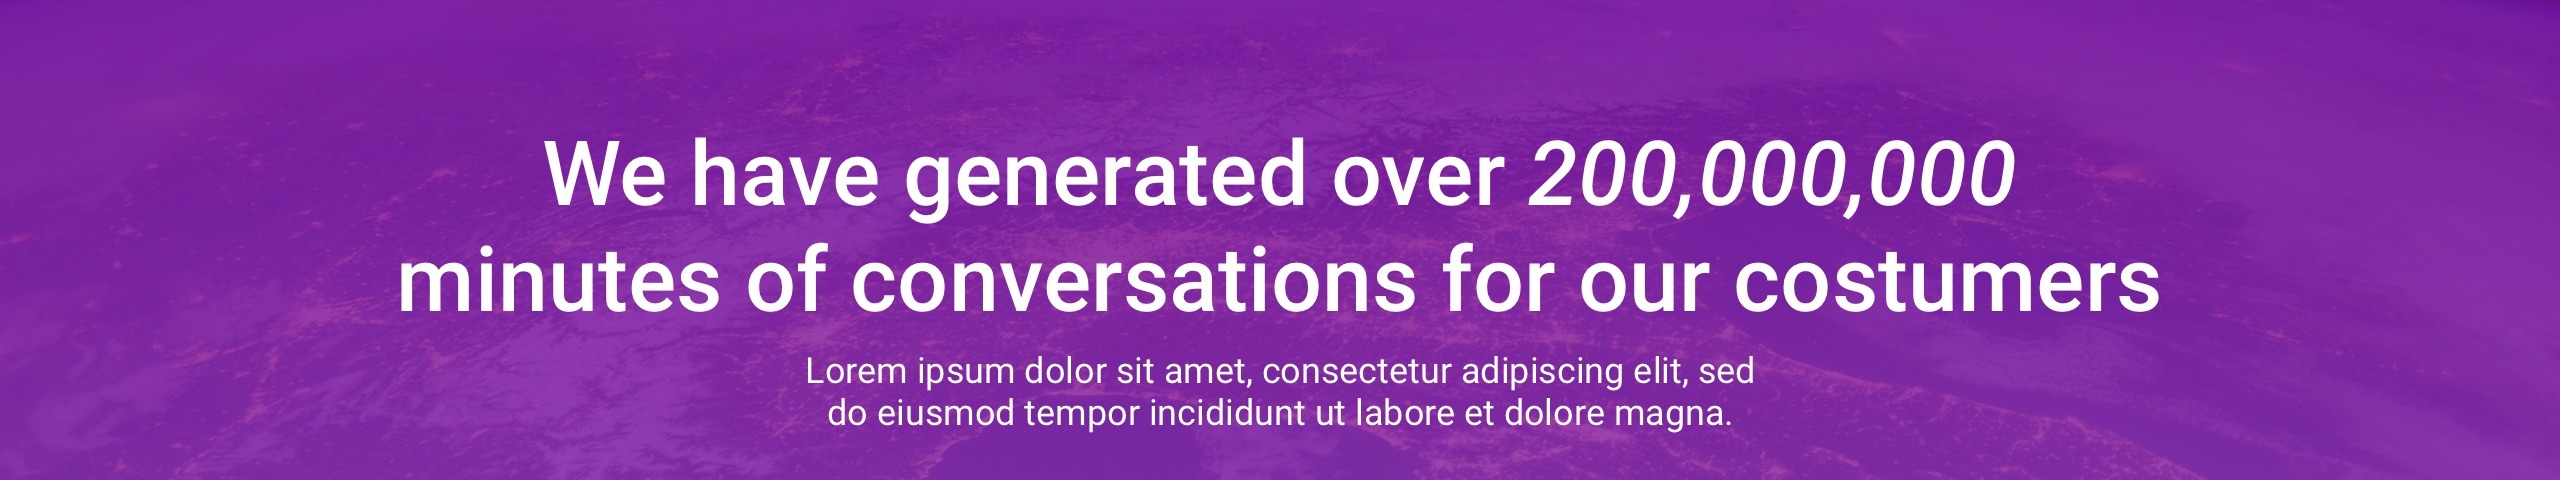 We have generated over 200,000,000
minutes of conversations for our costumers
Lorem ipsum dolor sit amet, consectetur adipiscing elit, sed
do eiusmod tempor incididunt ut labore et dolore magna.